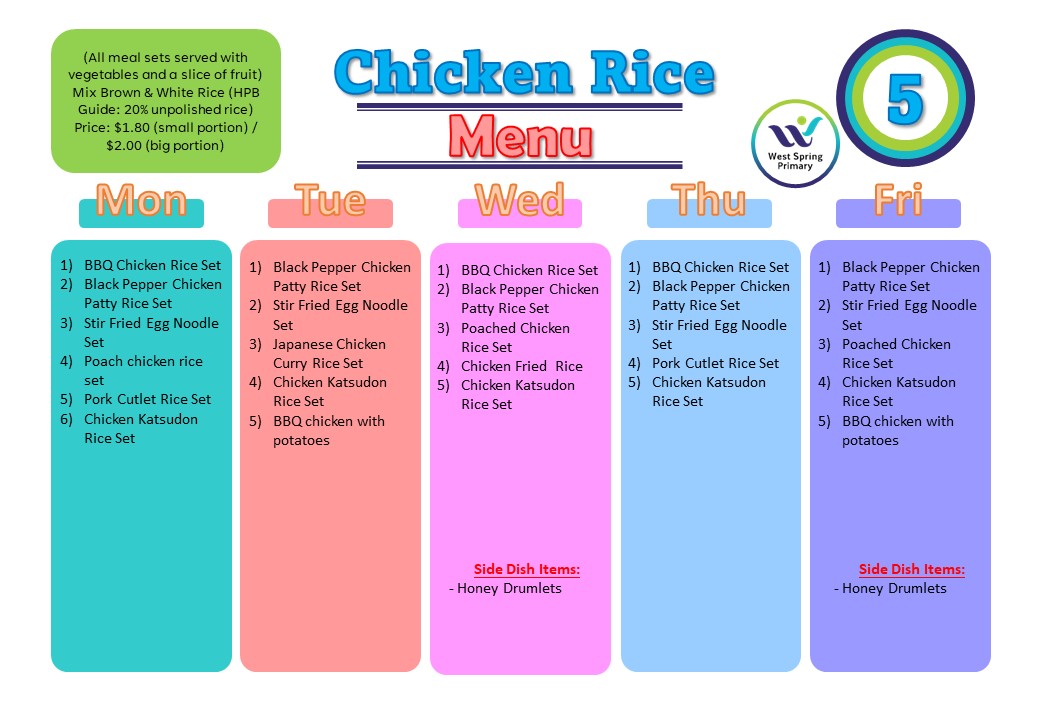 (All meal sets served with
vegetables and a slice of fruit)
Mix Brown & White Rice (HPB
Guide: 20% unpolished rice)
Price: $1.80 (small portion) /
$2.00 (big portion)
Chicken Rice
Menu
West Spring
Primary
5
Mon
1) BBQ Chicken Rice Set
2) Black Pepper Chicken
Patty Rice Set
3) Stir Fried Egg Noodle
Set
4) Poach chicken rice
set
5) Pork Cutlet Rice Set
6) Chicken Katsudon
Rice Set
Tue
1) Black Pepper Chicken
Patty Rice Set
2) Stir Fried Egg Noodle
Set
3) Japanese Chicken
Curry Rice Set
4) Chicken Katsudon
Rice Set
5) BBQ chicken with
potatoes
Wed
1) BBQ Chicken Rice Set
2) Black Pepper Chicken
Patty Rice Set
3) Poached Chicken
Rice Set
4) Chicken Fried Rice
5) Chicken Katsudon
Rice Set
Side Dish Items:
- Honey Drumlets
Thu
1) BBQ Chicken Rice Set
2) Black Pepper Chicken
Patty Rice Set
3) Stir Fried Egg Noodle
Set
4) Pork Cutlet Rice Set
5) Chicken Katsudon
Rice Set
Fri
1) Black Pepper Chicken
Patty Rice Set
2) Stir Fried Egg Noodle
Set
3) Poached Chicken
Rice Set
4) Chicken Katsudon
Rice Set
5) BBQ chicken with
potatoes
Side Dish Items:
- Honey Drumlets